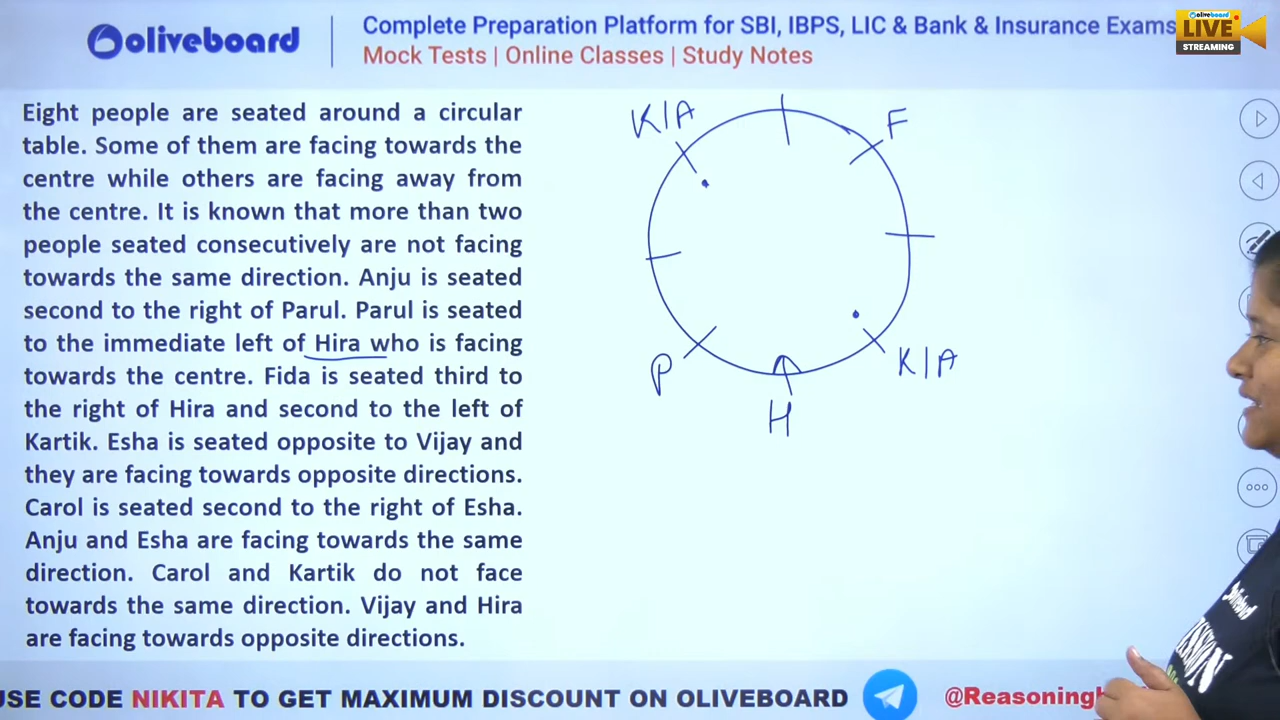 oliveboard
Complete Preparation Platform for SBI, IBPS, LIC & Bank & Insurance Exams
Mock Tests | Online Classes | Study Notes
oliveboard
LIVE
STREAMING
Eight people are seated around a circular
table. Some of them are facing towards the
centre while others are facing away from
the centre. It is known that more than two
people seated consecutively are not facing
towards the same direction. Anju is seated
second to the right of Parul. Parul is seated
to the immediate left of Hira who is facing
towards the centre. Fida is seated third to
the right of Hira and second to the left of
Kartik. Esha is seated opposite to Vijay and
they are facing towards opposite directions.
Carol is seated second to the right of Esha.
Anju and Esha are facing towards the same
direction. Carol and Kartik do not face
towards the same direction. Vijay and Hira
are facing towards opposite directions.
K/A
F
P
H
K/A
oliveboard
USE CODE NIKITA TO GET MAXIMUM DISCOUNT ON OLIVEBOARD